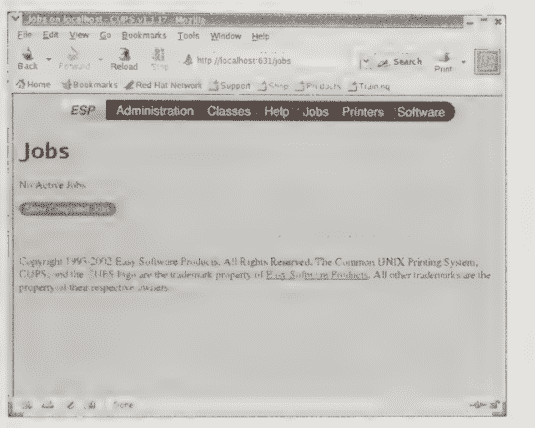 Jobs on localhost - CUPS v1.1.17 - Mozilla
File Edit View Go Bookmarks Tools Window Help
Back Forward Reload Stop http://localhost:631/jobs Search Print
Home Bookmarks Red Hat Network Support Shop Products Training
ESP Administration Classes Help Jobs Printers Software
Jobs
No Active Jobs
Copyright 1993-2002 Easy Software Products, All Rights Reserved. The Common UNIX Printing System,
CUPS, and the CUPS logo are the trademark property of Easy Software Products. All other trademarks are the
property of their respective owners.
Done